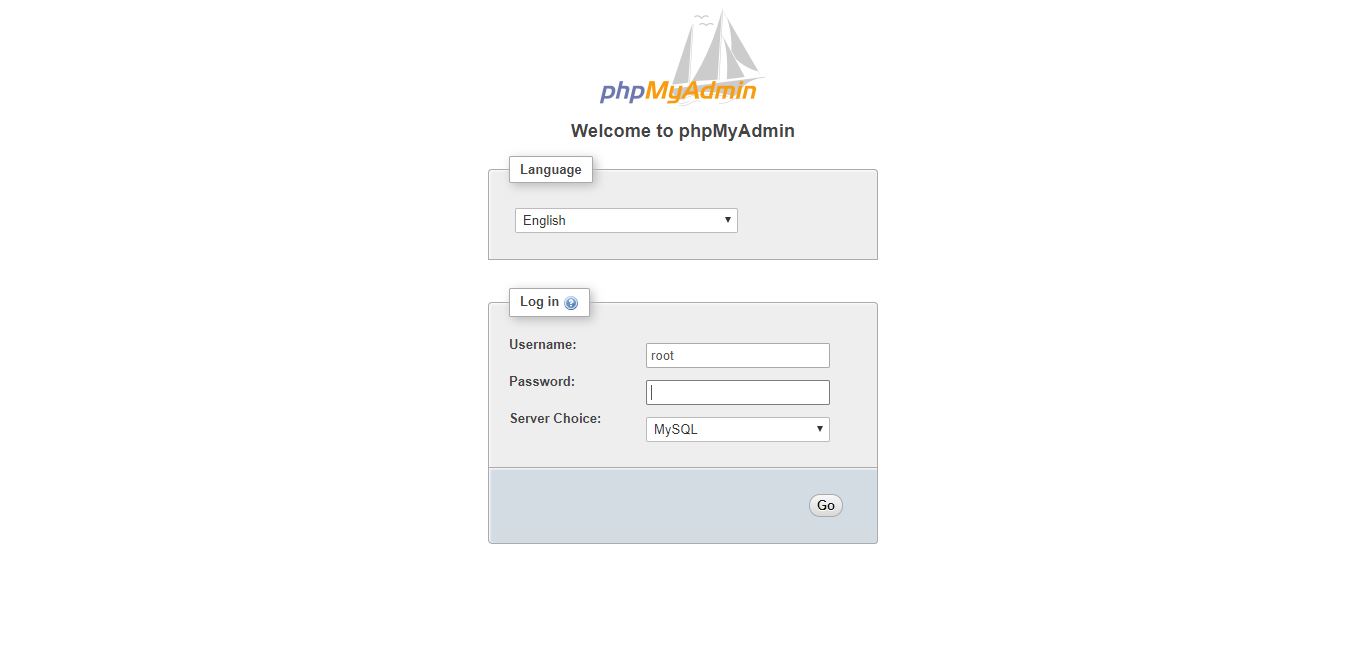 phpMyAdmin
Welcome to phpMyAdmin
Language
English
Log in
Username:
root
Password:
Server Choice:
MySQL
Go